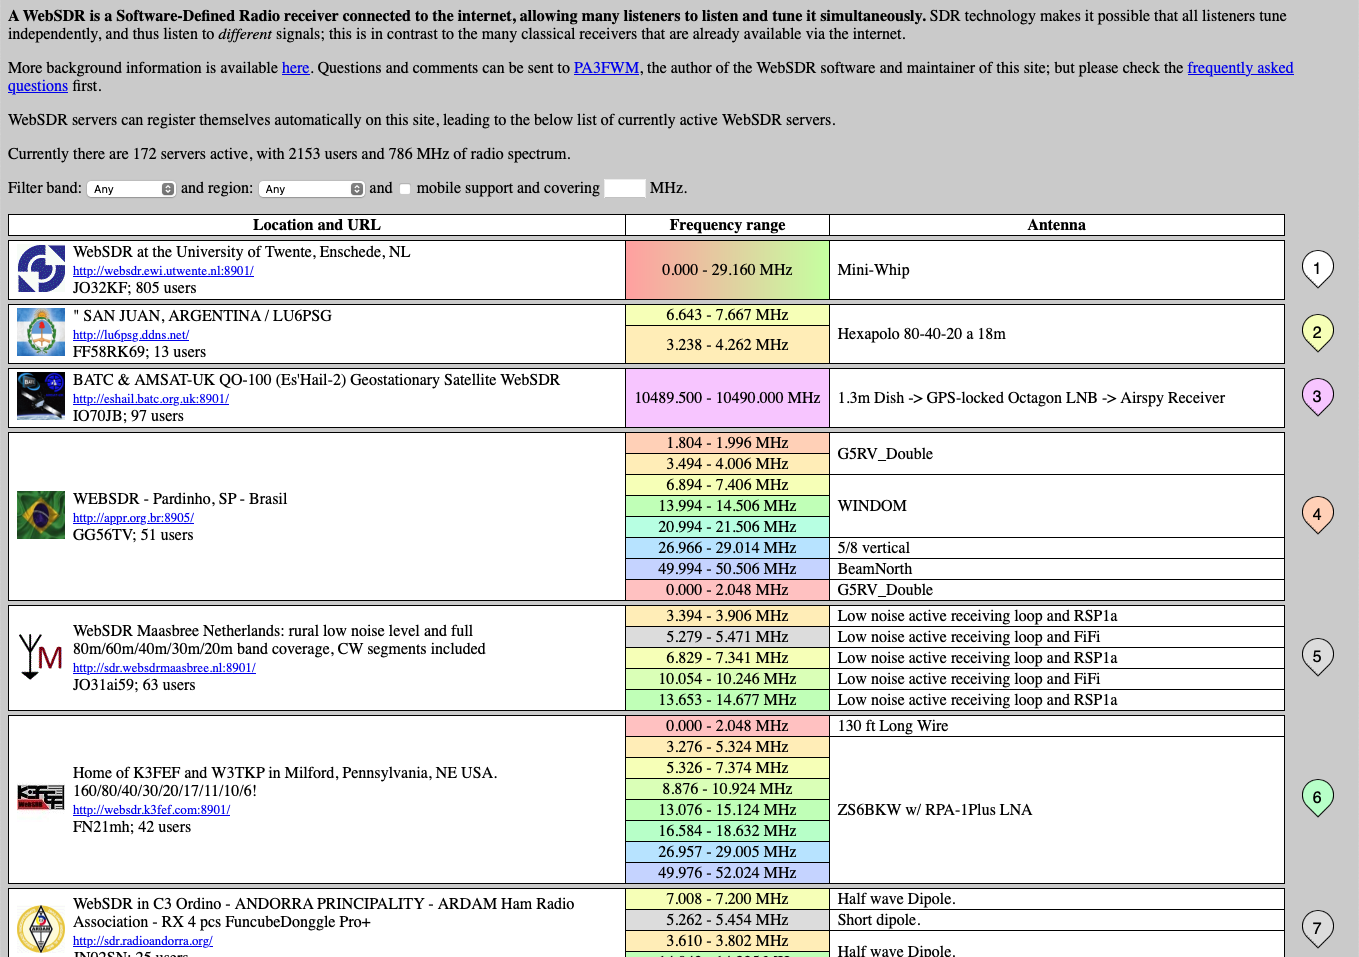 A WebSDR is a Software-Defined Radio receiver connected to the internet, allowing many listeners to listen and tune it simultaneously. SDR technology makes it possible that all listeners tune
independently, and thus listen to different signals; this is in contrast to the many classical receivers that are already available via the internet.
More background information is available here. Questions and comments can be sent to PA3FWM, the author of the WebSDR software and maintainer of this site; but please check the frequently asked
questions first.
WebSDR servers can register themselves automatically on this site, leading to the below list of currently active WebSDR servers.
Currently there are 172 servers active, with 2153 users and 786 MHz of radio spectrum.
Filter band: Any and region: Any and mobile support and covering MHz.
Location and URL Frequency range Antenna
WebSDR at the University of Twente, Enschede, NL
http://websdr.ewi.utwente.nl:8901/
JO32KF; 805 users
0.000 - 29.160 MHz
Mini-Whip
1
" SAN JUAN, ARGENTINA / LU6PSG
http://lu6psg.ddns.net/
FF58RK69; 13 users
6.643 - 7.667 MHz
3.238 - 4.262 MHz
Hexapolo 80-40-20 a 18m
2
BATC & AMSAT-UK QO-100 (Es'Hail-2) Geostationary Satellite WebSDR
http://eshail.batc.org.uk:8901/
IO70JB; 97 users
10489.500 - 10490.000 MHz
1.3m Dish -> GPS-locked Octagon LNB -> Airspy Receiver
3
WEBSDR - Pardinho, SP - Brasil
http://appr.org.br:8905/
GG56TV; 51 users
1.804 - 1.996 MHz
3.494 - 4.006 MHz
G5RV_Double
6.894 - 7.406 MHz
13.994 - 14.506 MHz
20.994 - 21.506 MHz
WINDOM
26.966 - 29.014 MHz 5/8 vertical
49.994 - 50.506 MHz BeamNorth
0.000 - 2.048 MHz G5RV_Double
4
M
WebSDR Maasbree Netherlands: rural low noise level and full
80m/60m/40m/30m/20m band coverage, CW segments included
http://sdr.websdrmaasbree.nl:8901/
JO31ai59; 63 users
3.394 - 3.906 MHz Low noise active receiving loop and RSP1a
5.279 - 5.471 MHz Low noise active receiving loop and FiFi
6.829 - 7.341 MHz Low noise active receiving loop and RSP1a
10.054 - 10.246 MHz Low noise active receiving loop and FiFi
13.653 - 14.677 MHz Low noise active receiving loop and RSP1a
5
Home of K3FEF and W3TKP in Milford, Pennsylvania, NE USA.
160/80/40/30/20/17/11/10/6!
http://websdr.k3fef.com:8901/
FN21mh; 42 users
0.000 - 2.048 MHz 130 ft Long Wire
3.276 - 5.324 MHz
5.326 - 7.374 MHz
8.876 - 10.924 MHz
13.076 - 15.124 MHz
16.584 - 18.632 MHz
26.957 - 29.005 MHz
49.976 - 52.024 MHz
ZS6BKW w/ RPA-1Plus LNA
6
WebSDR in C3 Ordino - ANDORRA PRINCIPALITY - ARDAM Ham Radio
Association - RX 4 pcs FuncubeDonggle Pro+
http://sdr.radioandorra.org/
7.008 - 7.200 MHz Half wave Dipole.
5.262 - 5.454 MHz Short dipole.
3.610 - 3.802 MHz
Half wave Dipole.
7